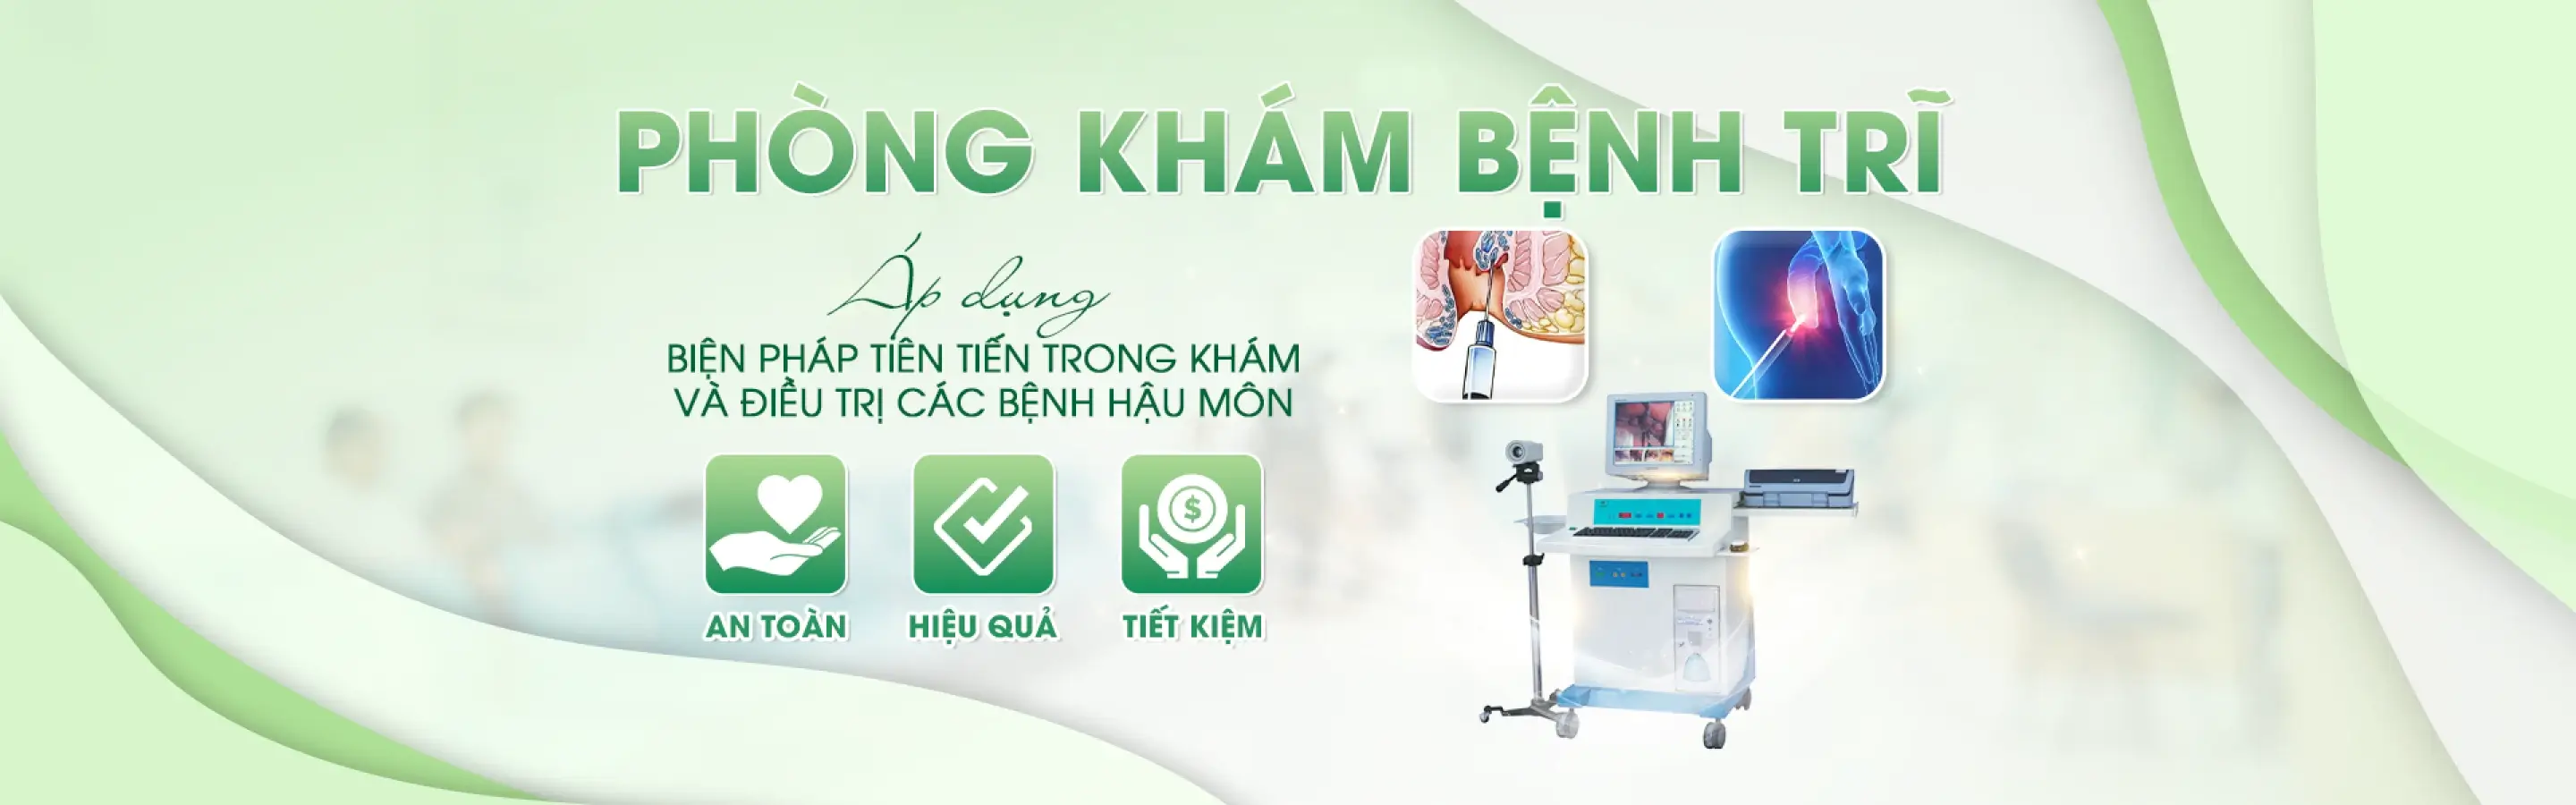 PHÒNG KHÁM BỆNH TRĨ
Áp dụng
BIỆN PHÁP TIÊN TIẾN TRONG KHÁM
VÀ ĐIỀU TRỊ CÁC BỆNH HẬU MÔN
$
AN TOÀN
HIỆU QUẢ
TIẾT KIỆM